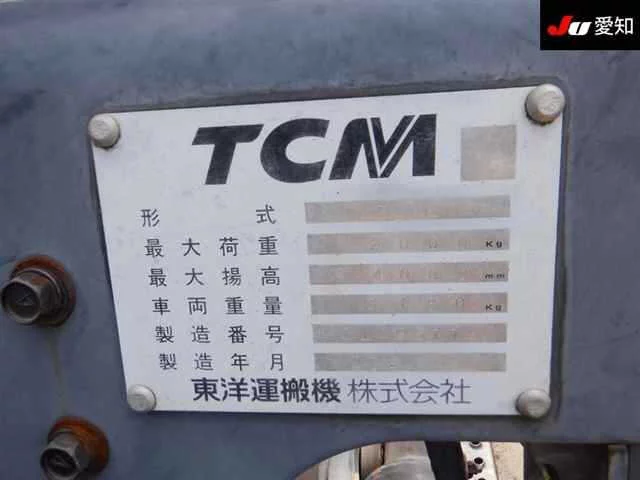 JU 愛知
TCM
形式
最大荷重 Kg
最大揚高 mm
車両重量 Kg
製造番号
製造年月
東洋運搬機株式会社